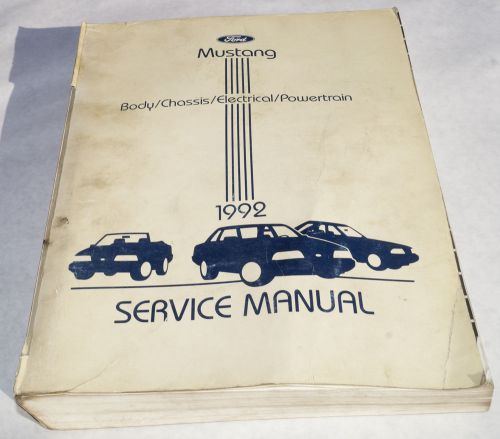 Ford
Mustang
Body/Chassis/Electrical/Powertrain
1992
SERVICE MANUAL